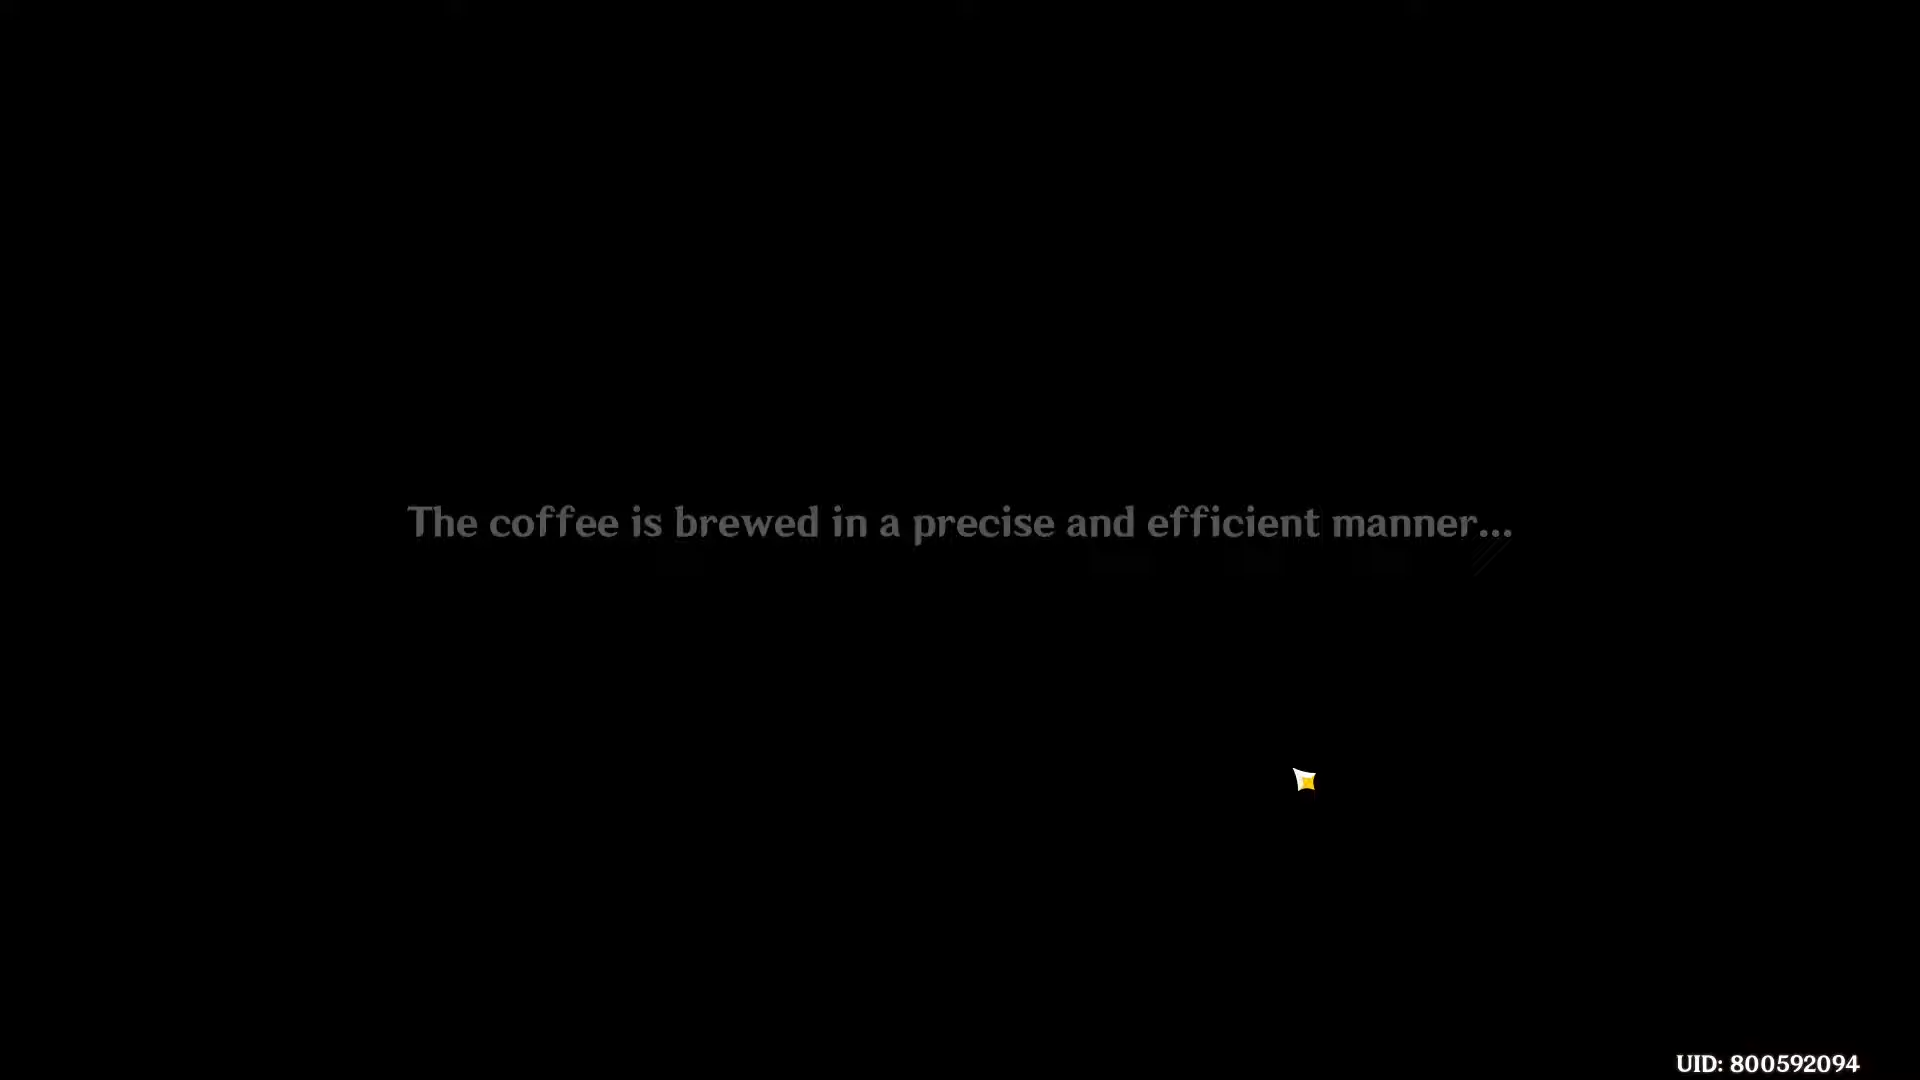 The coffee is brewed in a precise and efficient manner...
UID: 800592094